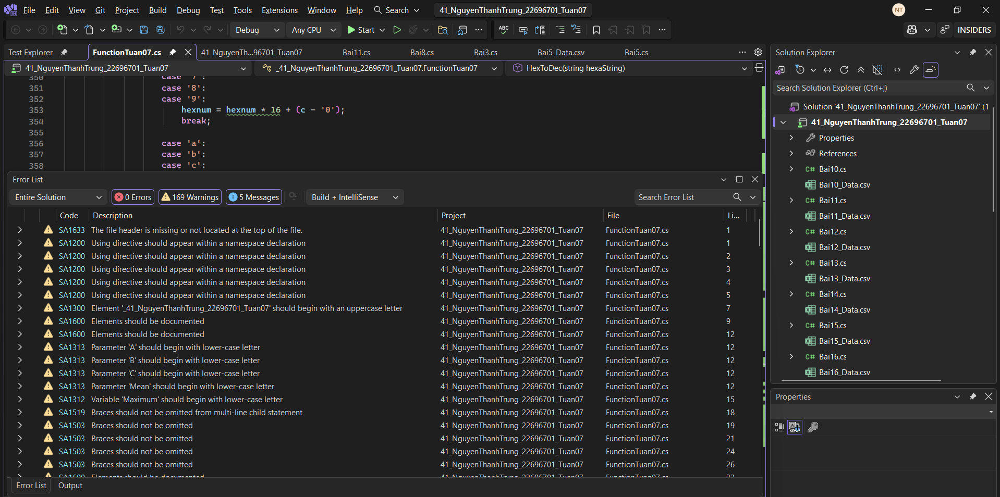 File Edit View Git Project Build Debug Test Tools Extensions Window Help Search 41_NguyenThanhTrung_22696701_Tuan07 NT
Debug Any CPU Start ABC INSIDERS
Test Explorer FunctionTuan07.cs 41_NguyenTh...96701_Tuan07 Bai11.cs Bai8.cs Bai3.cs Bai5_Data.csv Bai5.cs
41_NguyenThanhTrung_22696701_Tuan07 _41_NguyenThanhTrung_22696701_Tuan07.FunctionTuan07 HexToDec(string hexaString)
350 case '7':
351 case '8':
352 case '9':
353 hexnum = hexnum * 16 + (c - '0');
354 break;
355
356 case 'a':
357 case 'b':
358 case 'c':
Error List
Entire Solution 0 Errors 169 Warnings 5 Messages Build + IntelliSense Search Error List
Code Description Project File Li...
SA1633 The file header is missing or not located at the top of the file. 41_NguyenThanhTrung_22696701_Tuan07 FunctionTuan07.cs 1
SA1200 Using directive should appear within a namespace declaration 41_NguyenThanhTrung_22696701_Tuan07 FunctionTuan07.cs 1
SA1200 Using directive should appear within a namespace declaration 41_NguyenThanhTrung_22696701_Tuan07 FunctionTuan07.cs 2
SA1200 Using directive should appear within a namespace declaration 41_NguyenThanhTrung_22696701_Tuan07 FunctionTuan07.cs 3
SA1200 Using directive should appear within a namespace declaration 41_NguyenThanhTrung_22696701_Tuan07 FunctionTuan07.cs 4
SA1200 Using directive should appear within a namespace declaration 41_NguyenThanhTrung_22696701_Tuan07 FunctionTuan07.cs 5
SA1300 Element '_41_NguyenThanhTrung_22696701_Tuan07' should begin with an uppercase letter 41_NguyenThanhTrung_22696701_Tuan07 FunctionTuan07.cs 7
SA1600 Elements should be documented 41_NguyenThanhTrung_22696701_Tuan07 FunctionTuan07.cs 9
SA1600 Elements should be documented 41_NguyenThanhTrung_22696701_Tuan07 FunctionTuan07.cs 12
SA1313 Parameter 'A' should begin with lower-case letter 41_NguyenThanhTrung_22696701_Tuan07 FunctionTuan07.cs 12
SA1313 Parameter 'B' should begin with lower-case letter 41_NguyenThanhTrung_22696701_Tuan07 FunctionTuan07.cs 12
SA1313 Parameter 'C' should begin with lower-case letter 41_NguyenThanhTrung_22696701_Tuan07 FunctionTuan07.cs 12
SA1313 Parameter 'Mean' should begin with lower-case letter 41_NguyenThanhTrung_22696701_Tuan07 FunctionTuan07.cs 12
SA1312 Variable 'Maximum' should begin with lower-case letter 41_NguyenThanhTrung_22696701_Tuan07 FunctionTuan07.cs 15
SA1519 Braces should not be omitted from multi-line child statement 41_NguyenThanhTrung_22696701_Tuan07 FunctionTuan07.cs 18
SA1503 Braces should not be omitted 41_NguyenThanhTrung_22696701_Tuan07 FunctionTuan07.cs 19
SA1503 Braces should not be omitted 41_NguyenThanhTrung_22696701_Tuan07 FunctionTuan07.cs 21
SA1503 Braces should not be omitted 41_NguyenThanhTrung_22696701_Tuan07 FunctionTuan07.cs 24
SA1503 Braces should not be omitted 41_NguyenThanhTrung_22696701_Tuan07 FunctionTuan07.cs 26
SA1600 Elements should be documented 41_NguyenThanhTrung_22696701_Tuan07 FunctionTuan07.cs
Error List Output
Solution Explorer
Search Solution Explorer (Ctrl+;)
Solution '41_NguyenThanhTrung_22696701_Tuan07' (1
41_NguyenThanhTrung_22696701_Tuan07
Properties
References
C# Bai10.cs
Bai10_Data.csv
C# Bai11.cs
Bai11_Data.csv
C# Bai12.cs
Bai12_Data.csv
C# Bai13.cs
Bai13_Data.csv
C# Bai14.cs
Bai14_Data.csv
C# Bai15.cs
Bai15_Data.csv
C# Bai16.cs
Bai16_Data.csv
Properties